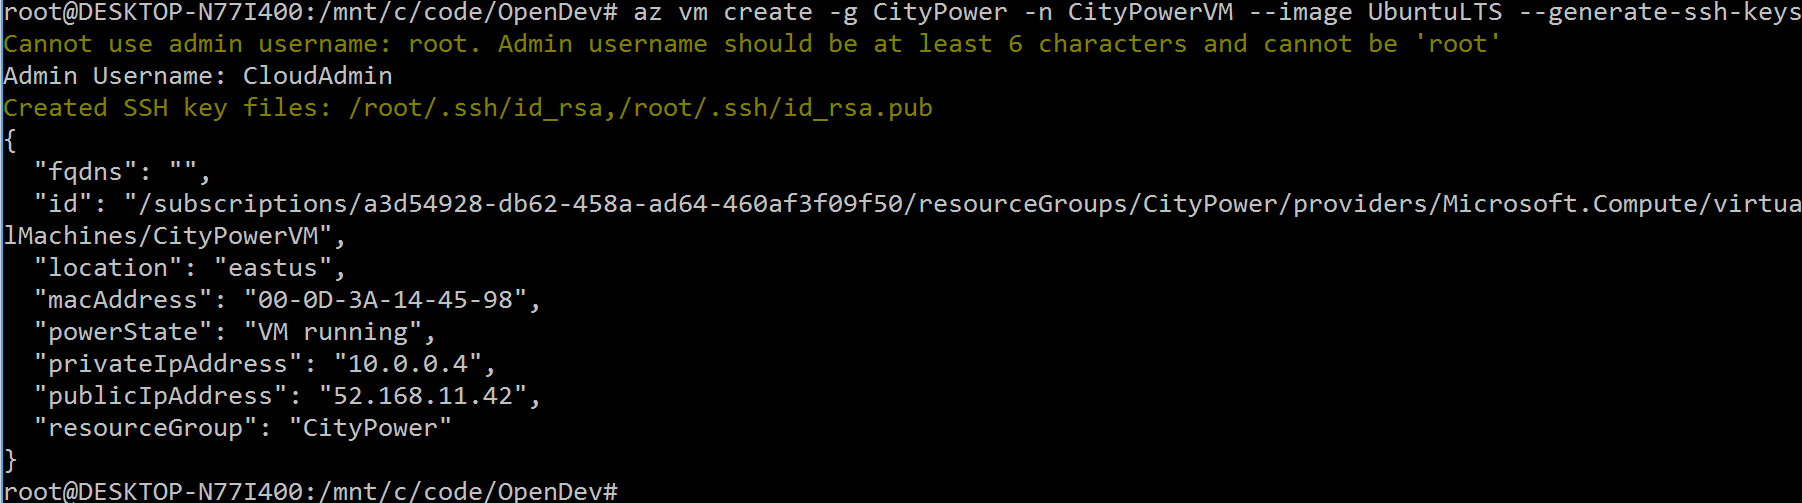 root@DESKTOP-N77I400:/mnt/c/code/OpenDev# az vm create -g CityPower -n CityPowerVM --image UbuntuLTS --generate-ssh-keys
Cannot use admin username: root. Admin username should be at least 6 characters and cannot be 'root'
Admin Username: CloudAdmin
Created SSH key files: /root/.ssh/id_rsa,/root/.ssh/id_rsa.pub
{
  "fqdns": "",
  "id": "/subscriptions/a3d54928-db62-458a-ad64-460af3f09f50/resourceGroups/CityPower/providers/Microsoft.Compute/virtua
lMachines/CityPowerVM",
  "location": "eastus",
  "macAddress": "00-0D-3A-14-45-98",
  "powerState": "VM running",
  "privateIpAddress": "10.0.0.4",
  "publicIpAddress": "52.168.11.42",
  "resourceGroup": "CityPower"
}
root@DESKTOP-N77I400:/mnt/c/code/OpenDev#